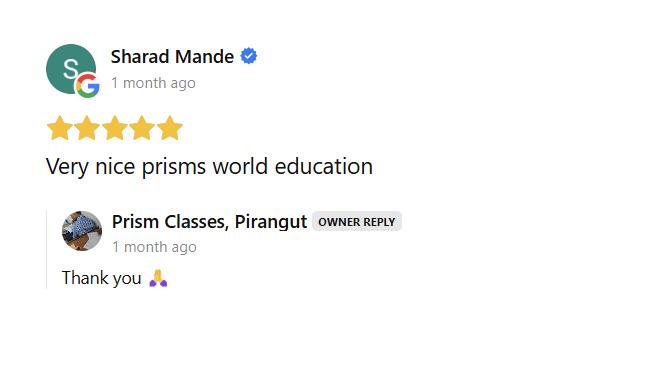 S
Sharad Mande
1 month ago
Very nice prisms world education
Prism Classes, Pirangut OWNER REPLY
1 month ago
Thank you 🙏